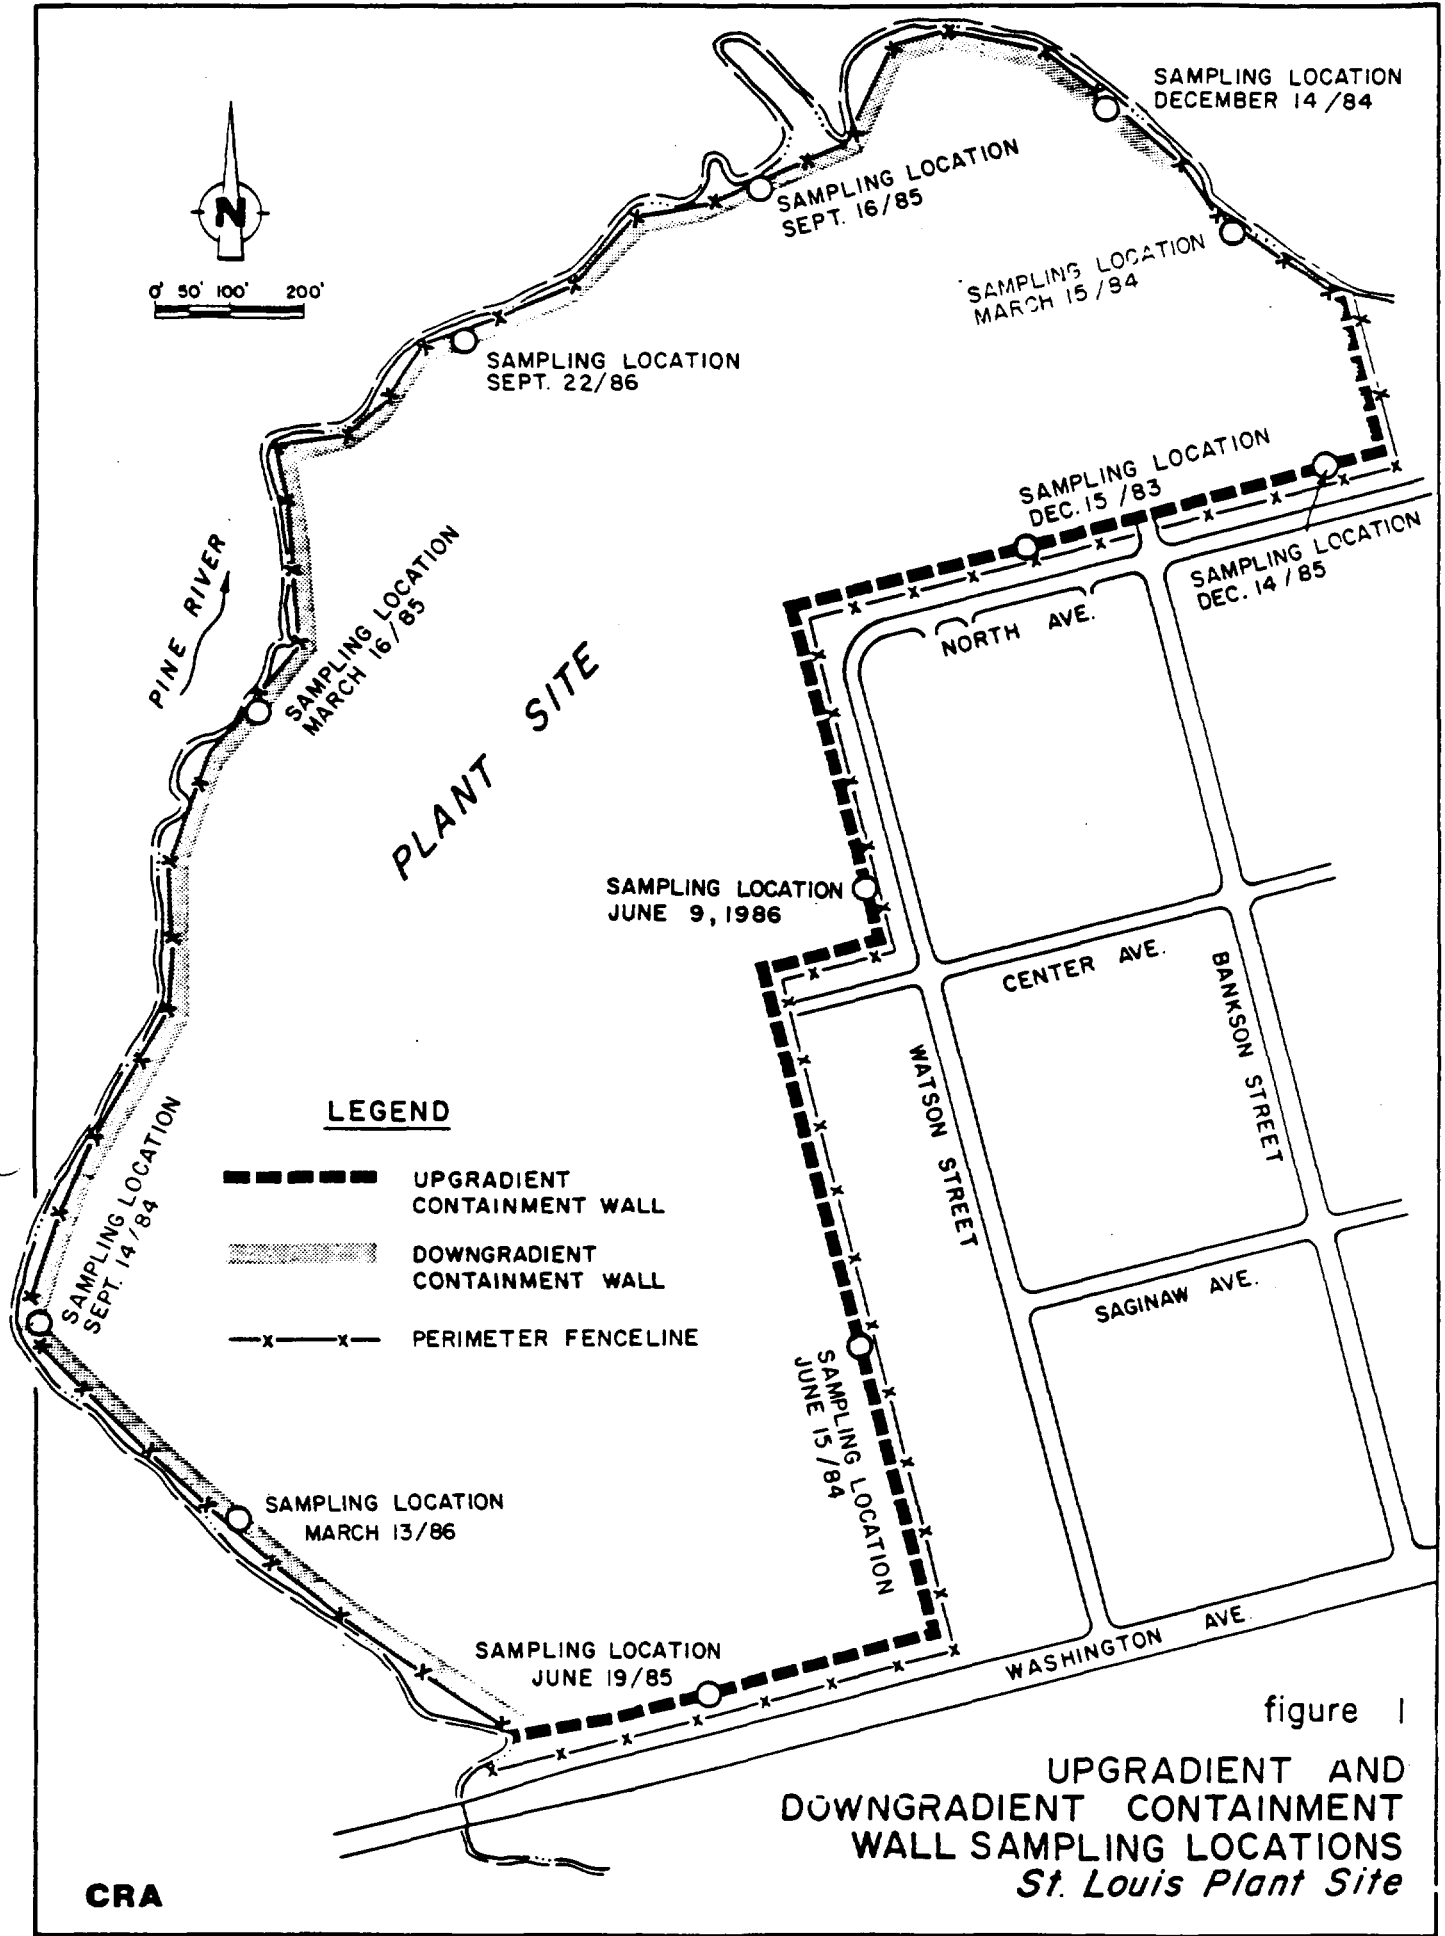 SAMPLING LOCATION
DECEMBER 14/84
N
SAMPLING LOCATION
SEPT. 16/85
SAMPLING LOCATION
MARCH 15/84
0' 50' 100' 200'
SAMPLING LOCATION
SEPT. 22/86
SAMPLING LOCATION
DEC. 15/83
SAMPLING LOCATION
DEC. 14/85
PINE RIVER
SAMPLING LOCATION
MARCH 16/85
NORTH AVE.
PLANT SITE
SAMPLING LOCATION
JUNE 9, 1986
CENTER AVE.
BANKSON STREET
WATSON STREET
LEGEND
UPGRADIENT
CONTAINMENT WALL
DOWNGRADIENT
CONTAINMENT WALL
PERIMETER FENCELINE
SAMPLING LOCATION
SEPT. 14/84
SAGINAW AVE.
SAMPLING LOCATION
JUNE 15/84
SAMPLING LOCATION
MARCH 13/86
SAMPLING LOCATION
JUNE 19/85
WASHINGTON AVE.
figure 1
UPGRADIENT AND
DOWNGRADIENT CONTAINMENT
WALL SAMPLING LOCATIONS
St. Louis Plant Site
CRA